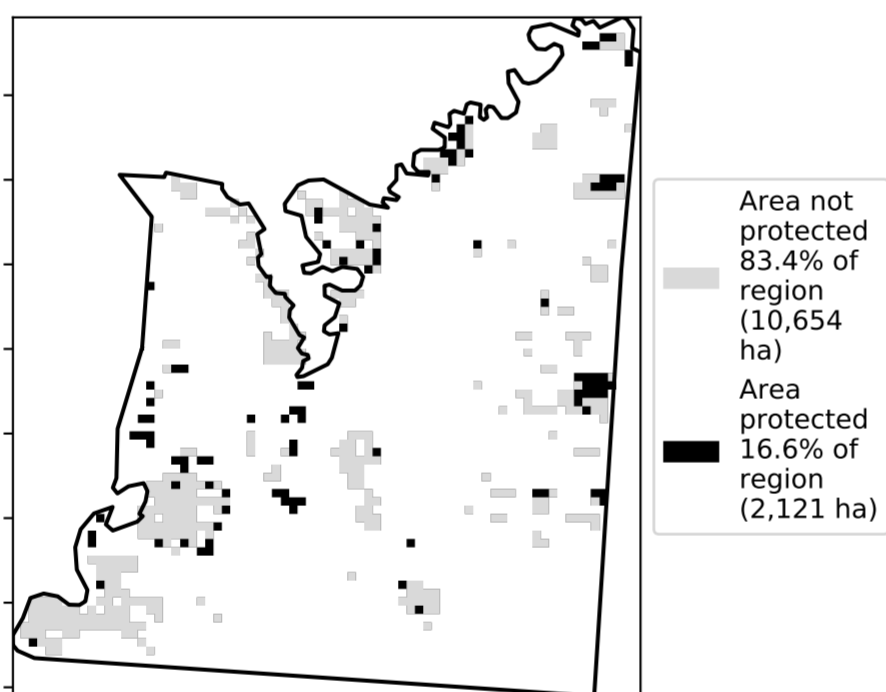 Area not
protected
83.4% of
region
(10,654
ha)
Area
protected
16.6% of
region
(2,121 ha)